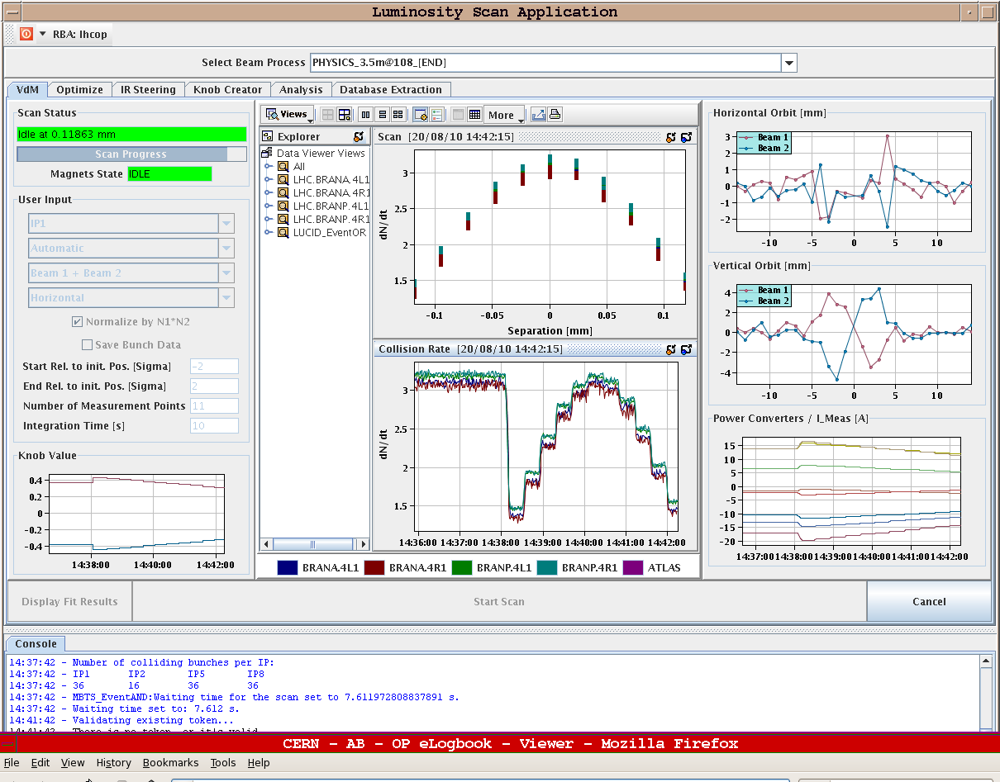 Luminosity Scan Application
RBA: lhcop
Select Beam Process PHYSICS_3.5m@108_[END]
VdM Optimize IR Steering Knob Creator Analysis Database Extraction
Scan Status
Idle at 0.11863 mm
Scan Progress
Magnets State IDLE
User Input
IP1
Automatic
Beam 1 + Beam 2
Horizontal
Normalize by N1*N2
Save Bunch Data
Start Rel. to init. Pos. [Sigma] -2
End Rel. to init. Pos. [Sigma] 2
Number of Measurement Points 11
Integration Time [s] 10
Knob Value
0.4
0.2
0
-0.2
-0.4
14:38:00 14:40:00 14:42:00
Views More
Explorer
Data Viewer Views
All
LHC.BRANA.4L1
LHC.BRANA.4R1
LHC.BRANP.4L1
LHC.BRANP.4R1
LUCID_EventOR
Scan [20/08/10 14:42:15]
dN/dt
3
2.5
2
1.5
-0.1 -0.05 0 0.05 0.1
Separation [mm]
Collision Rate [20/08/10 14:42:15]
dN/dt
3
2.5
2
1.5
14:36:00 14:37:00 14:38:00 14:39:00 14:40:00 14:41:00 14:42:00
BRANA.4L1 BRANA.4R1 BRANP.4L1 BRANP.4R1 ATLAS
Horizontal Orbit [mm]
Beam 1
Beam 2
3
2
1
0
-1
-2
-10 -5 0 5 10
Vertical Orbit [mm]
Beam 1
Beam 2
4
2
0
-2
-4
-10 -5 0 5 10
Power Converters / I_Meas [A]
15
10
5
0
-5
-10
-15
-20
14:37:00 14:38:00 14:39:00 14:40:00 14:41:00 14:42:00
Display Fit Results Start Scan Cancel
Console
14:37:42 - Number of colliding bunches per IP:
14:37:42 - IP1 IP2 IP5 IP8
14:37:42 - 36 16 36 36
14:37:42 - MBTS_EventAND:Waiting time for the scan set to 7.611972808837891 s.
14:37:42 - Waiting time set to: 7.612 s.
14:41:42 - Validating existing token...
14:41:42 - There is no token, or it's valid
CERN - AB - OP eLogbook - Viewer - Mozilla Firefox
File Edit View History Bookmarks Tools Help